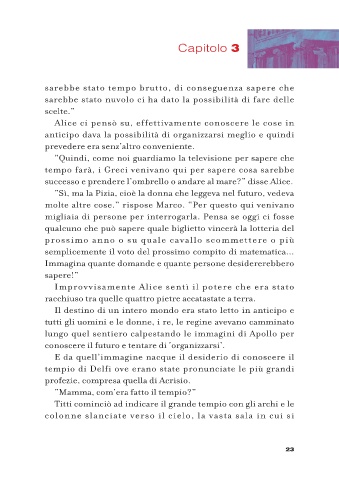 Capitolo 3
sarebbe stato tempo brutto, di conseguenza sapere che
sarebbe stato nuvolo ci ha dato la possibilità di fare delle
scelte."
Alice ci pensò su, effettivamente conoscere le cose in
anticipo dava la possibilità di organizzarsi meglio e quindi
prevedere era senz'altro conveniente.
"Quindi, come noi guardiamo la televisione per sapere che
tempo farà, i Greci venivano qui per sapere cosa sarebbe
successo e prendere l'ombrello o andare al mare?" disse Alice.
"Sì, ma la Pizia, cioè la donna che leggeva nel futuro, vedeva
molte altre cose." rispose Marco. "Per questo qui venivano
migliaia di persone per interrogarla. Pensa se oggi ci fosse
qualcuno che può sapere quale biglietto vincerà la lotteria del
prossimo anno o su quale cavallo scommettere o più
semplicemente il voto del prossimo compito di matematica...
Immagina quante domande e quante persone desidererebbero
sapere!"
Improvvisamente Alice sentì il potere che era stato
racchiuso tra quelle quattro pietre accatastate a terra.
Il destino di un intero mondo era stato letto in anticipo e
tutti gli uomini e le donne, i re, le regine avevano camminato
lungo quel sentiero calpestando le immagini di Apollo per
conoscere il futuro e tentare di 'organizzarsi'.
E da quell'immagine nacque il desiderio di conoscere il
tempio di Delfi ove erano state pronunciate le più grandi
profezie, compresa quella di Acrisio.
"Mamma, com'era fatto il tempio?"
Titti cominciò ad indicare il grande tempio con gli archi e le
colonne slanciate verso il cielo, la vasta sala in cui si
23